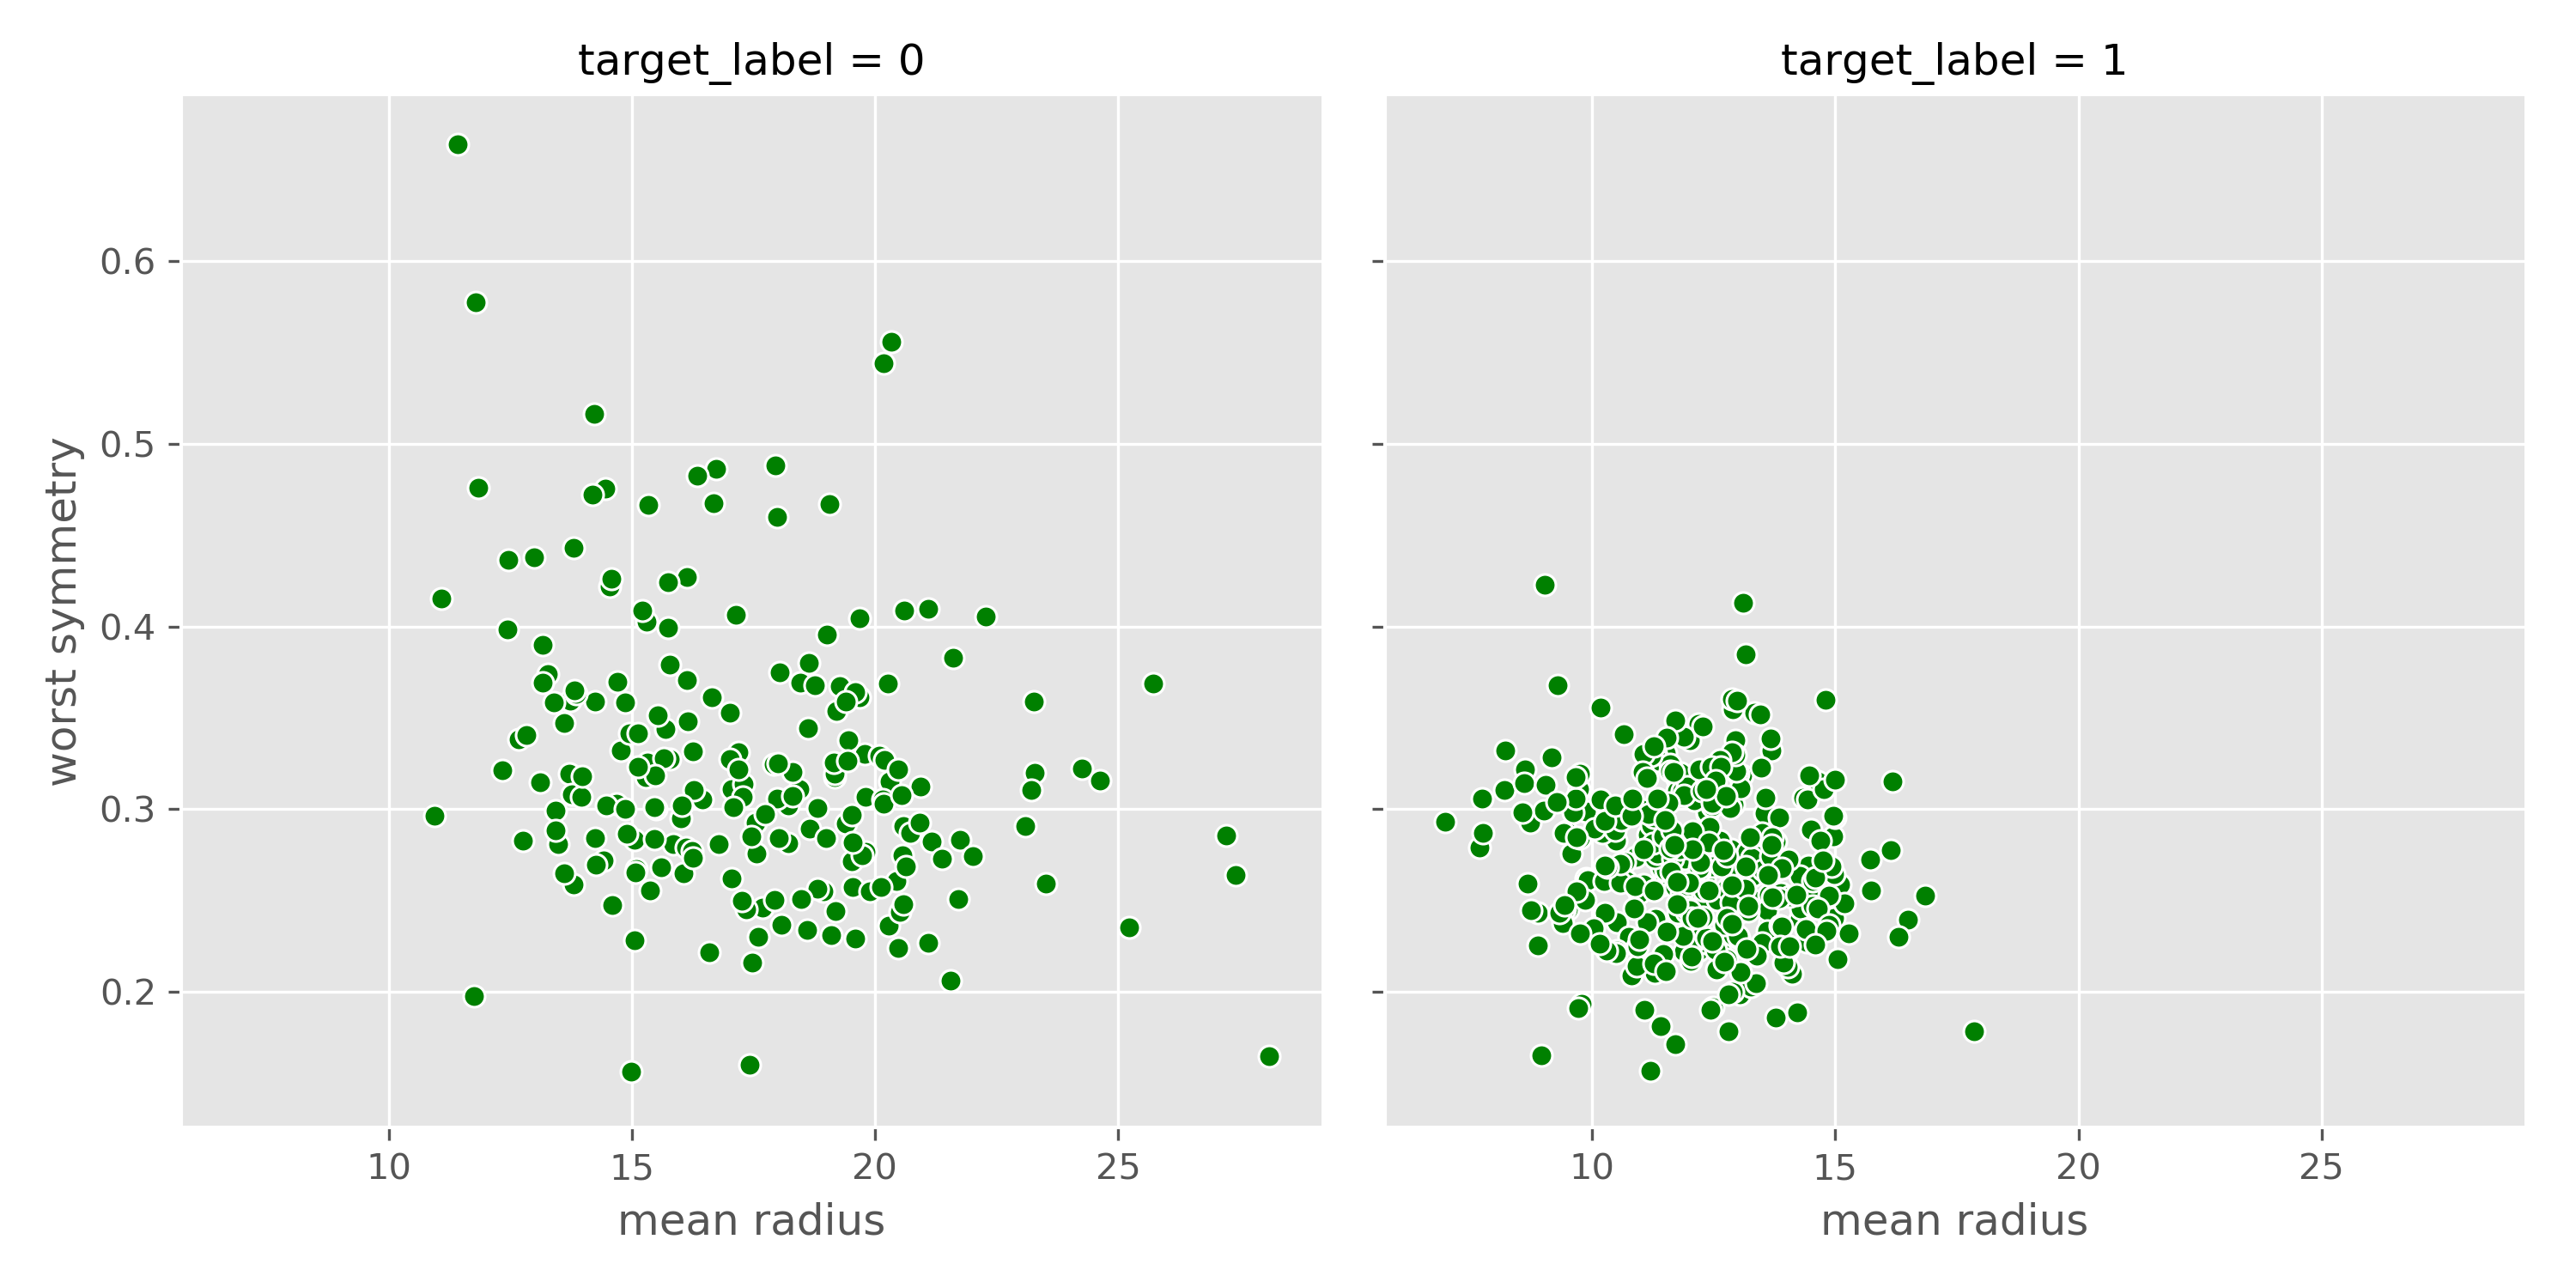 target_label = 0
target_label = 1
worst symmetry
0.6
0.5
0.4
0.3
0.2
10 15 20 25
10 15 20 25
mean radius
mean radius